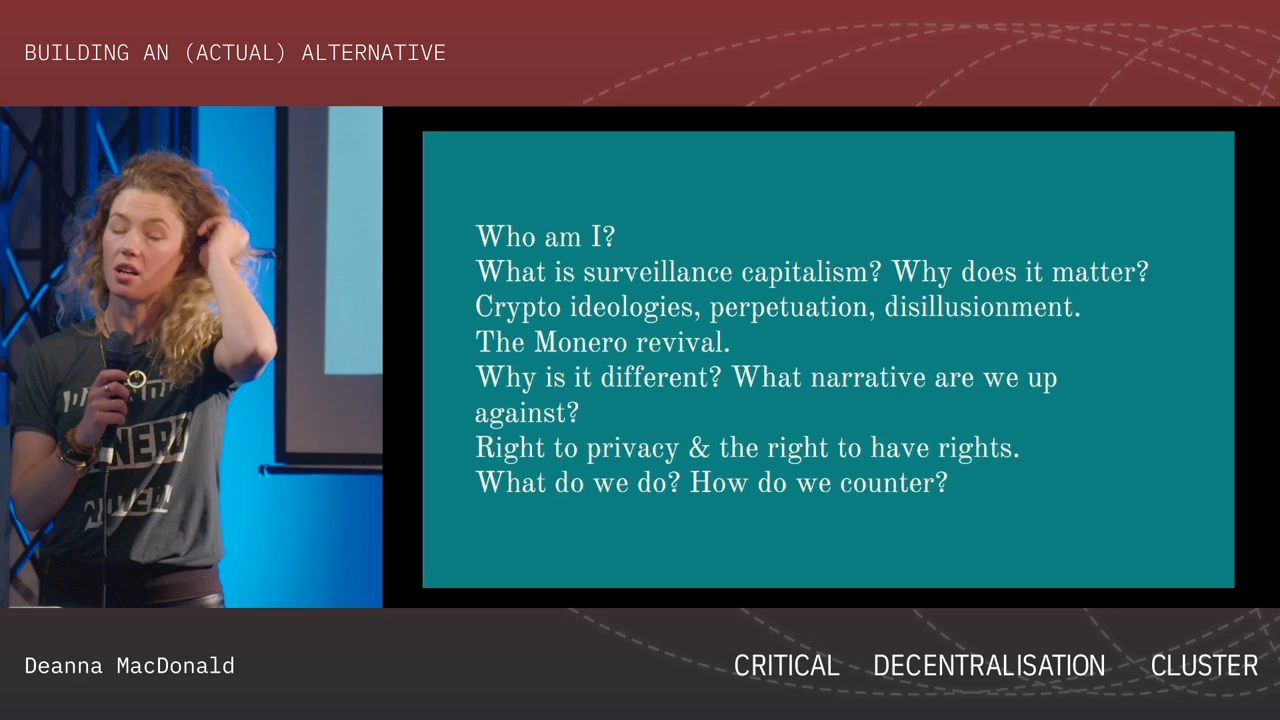 BUILDING AN (ACTUAL) ALTERNATIVE
Who am I?
What is surveillance capitalism? Why does it matter?
Crypto ideologies, perpetuation, disillusionment.
The Monero revival.
Why is it different? What narrative are we up
against?
Right to privacy & the right to have rights.
What do we do? How do we counter?
Deanna MacDonald
CRITICAL DECENTRALISATION CLUSTER